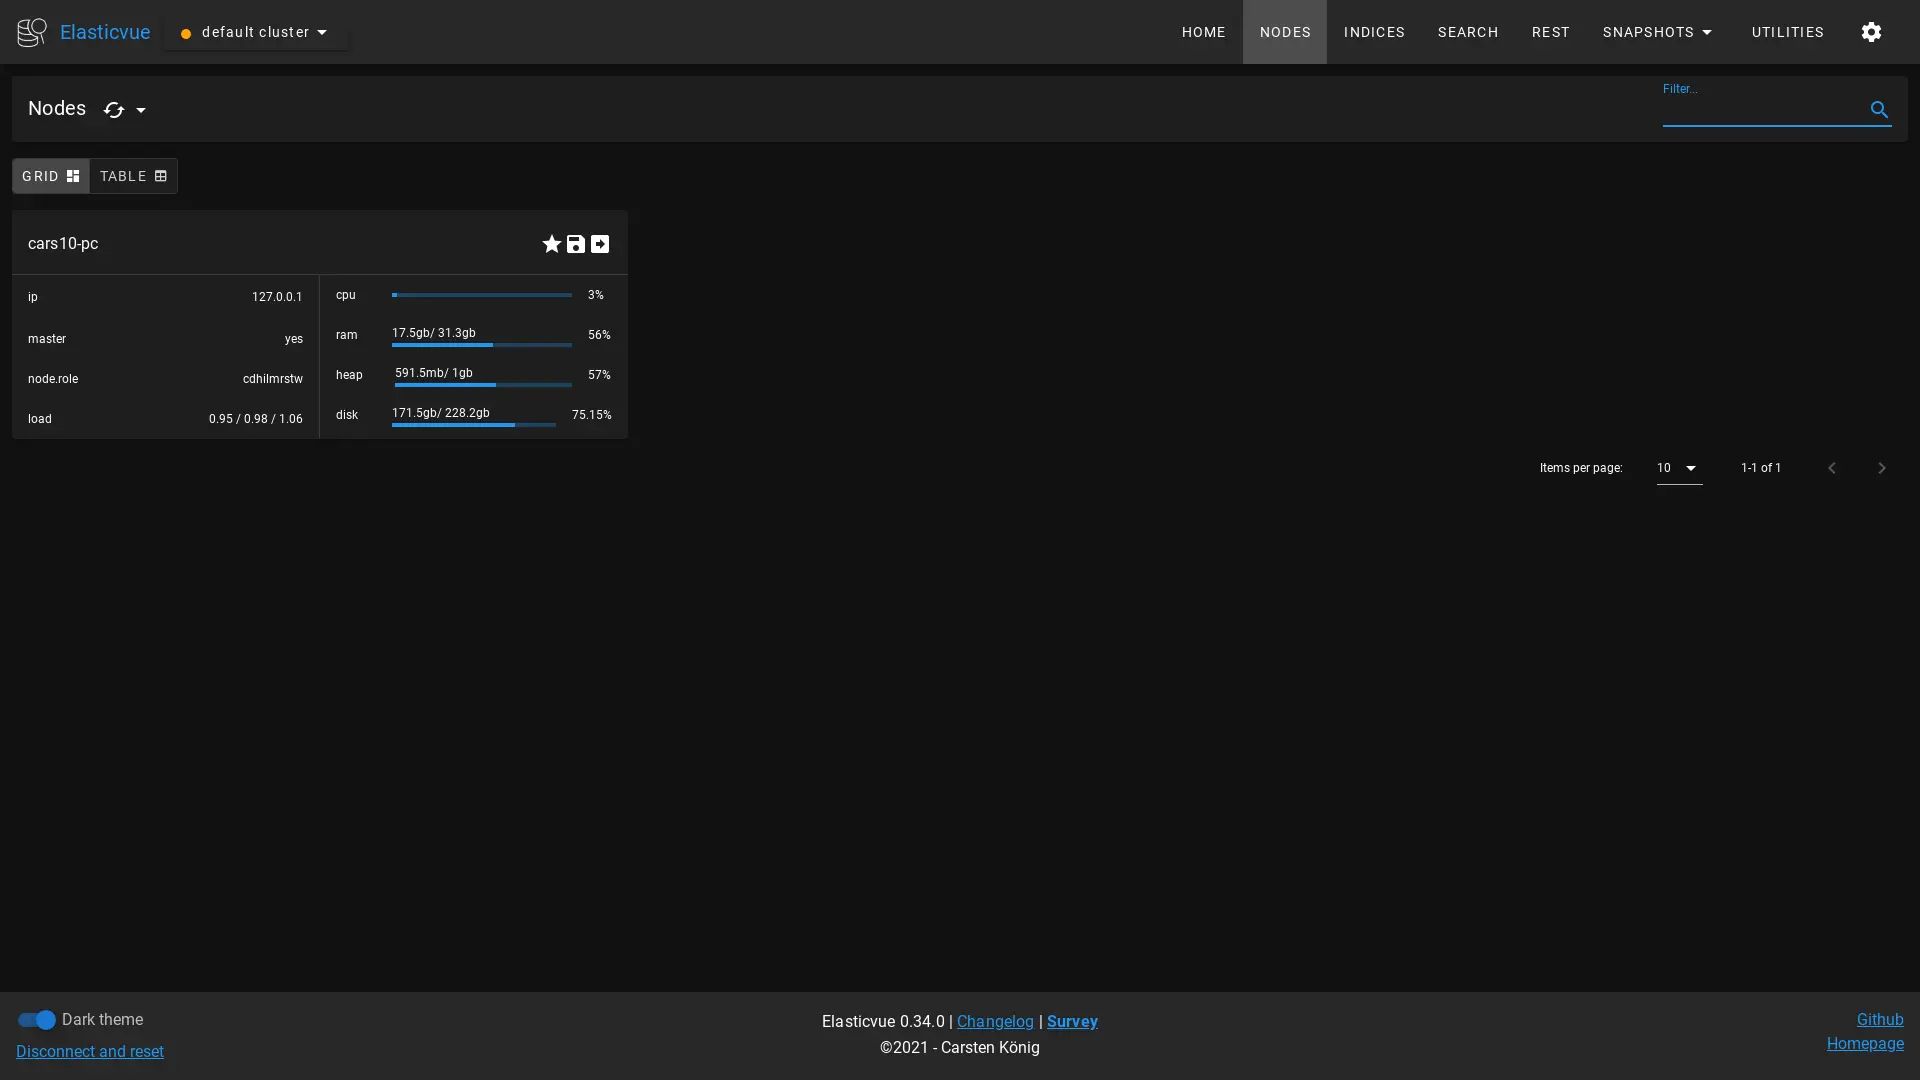 Elasticvue
default cluster
HOME
NODES
INDICES
SEARCH
REST
SNAPSHOTS
UTILITIES
Nodes
Filter...
GRID
TABLE
cars10-pc
ip 127.0.0.1
master yes
node.role cdhilmrstw
load 0.95 / 0.98 / 1.06
cpu 3%
ram 17.5gb/ 31.3gb 56%
heap 591.5mb/ 1gb 57%
disk 171.5gb/ 228.2gb 75.15%
Items per page: 10 1-1 of 1
Dark theme
Disconnect and reset
Elasticvue 0.34.0 | Changelog | Survey
©2021 - Carsten König
Github
Homepage